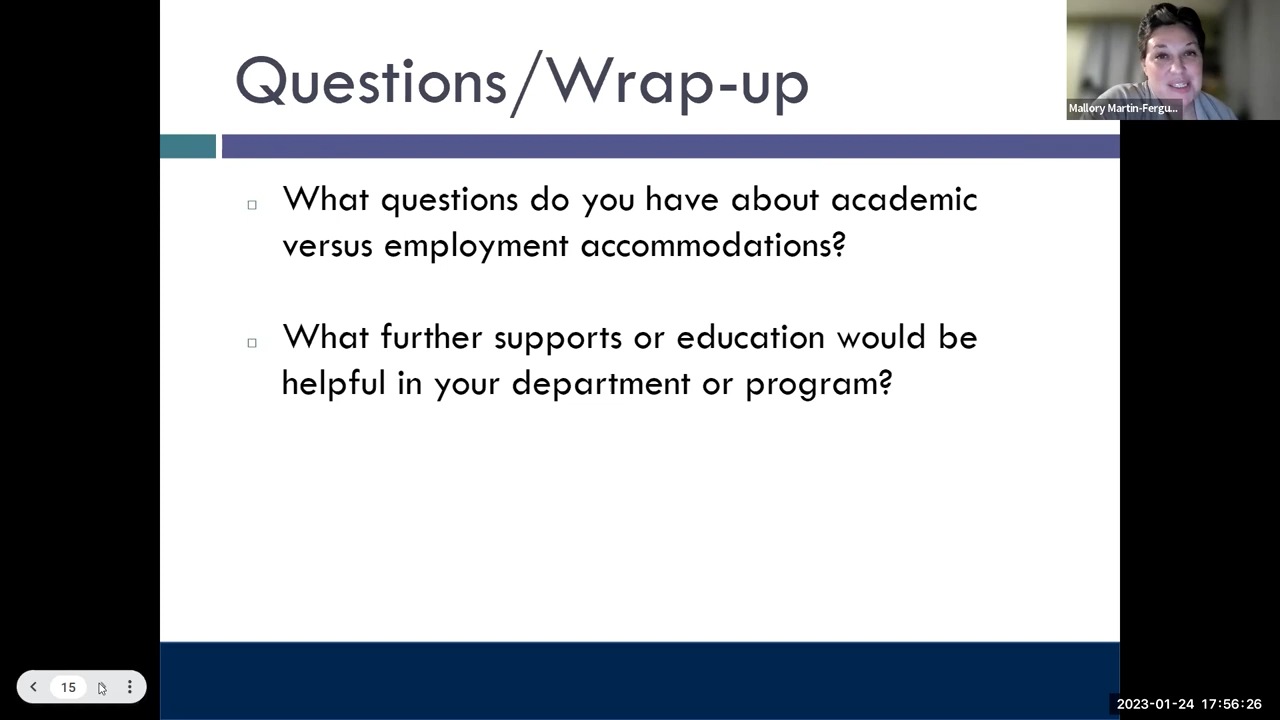 Questions/Wrap-up
Mallory Martin-Fergu...
What questions do you have about academic
versus employment accommodations?
What further supports or education would be
helpful in your department or program?
15
2023-01-24 17:56:26